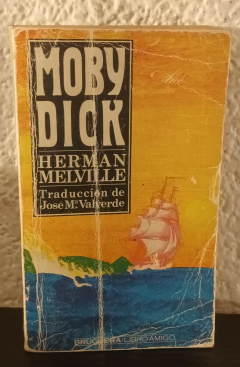 MOBY
DICK
HERMAN
MELVILLE
Traducción de
José Mª Valverde
BRUGUERA·LIBRO AMIGO